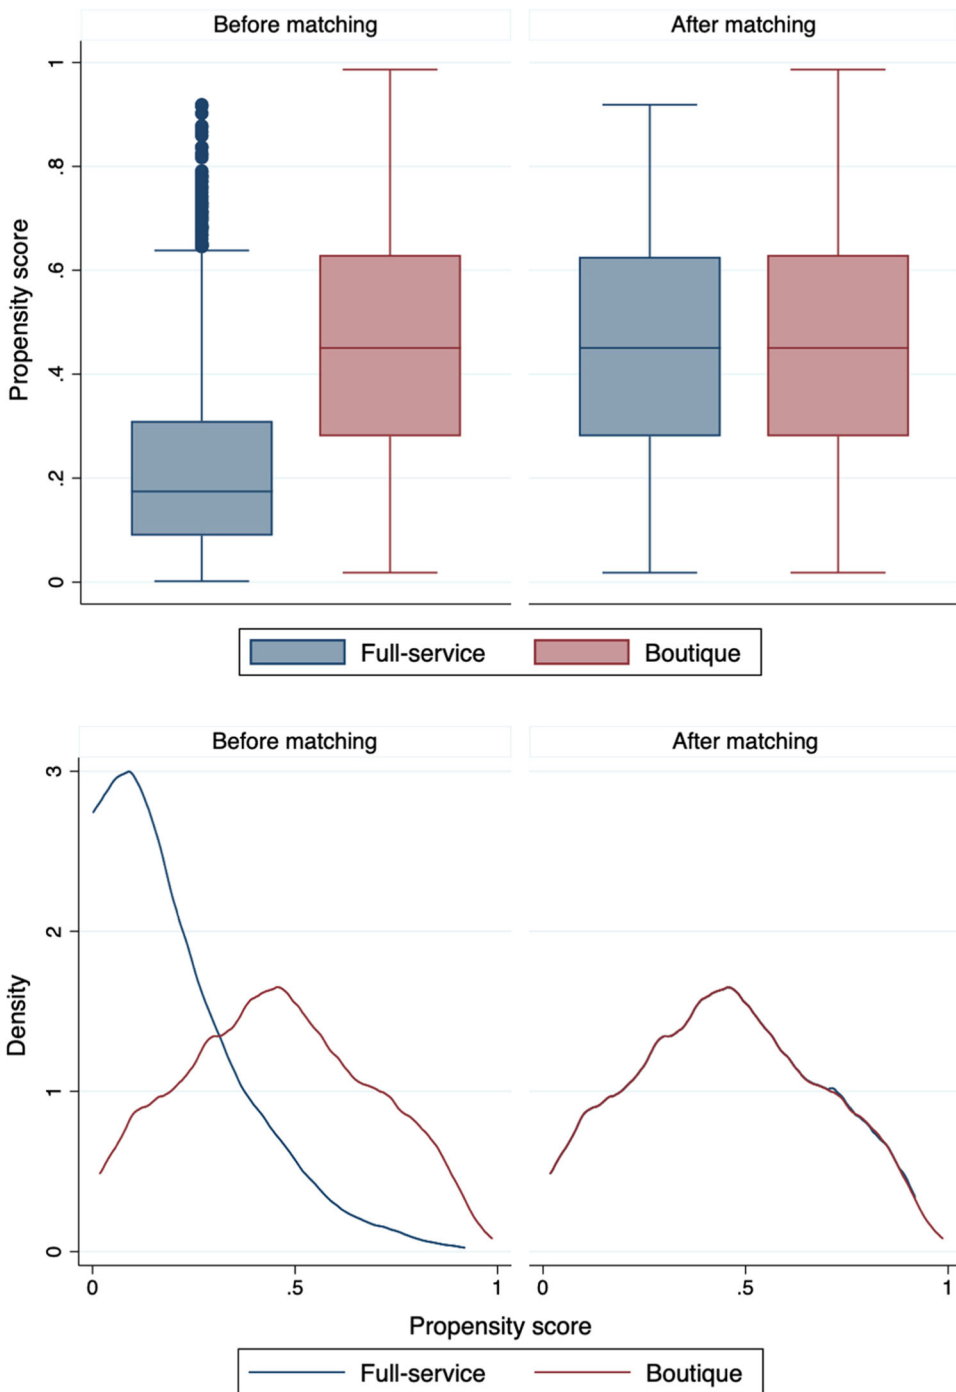 Before matching After matching
1
.8
.6
.4
.2
0
Propensity score
Full-service Boutique
Before matching After matching
3
2
1
0
Density
0 .5 1 0 .5 1
Propensity score
Full-service Boutique